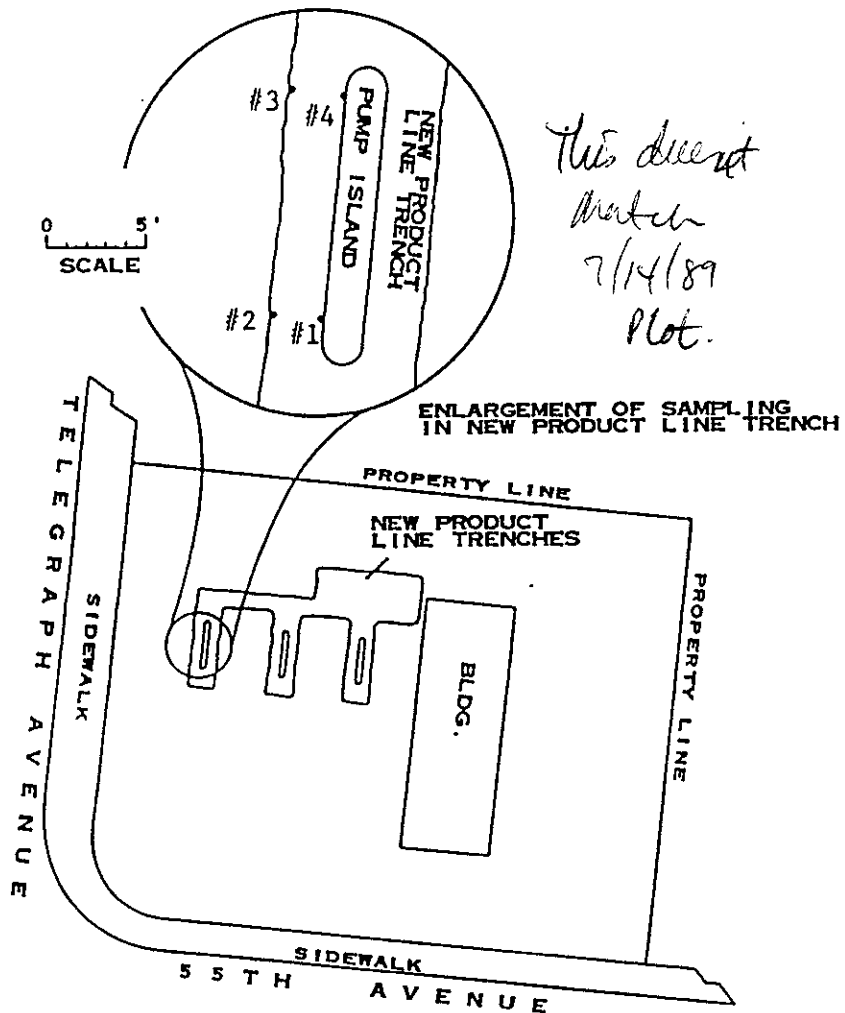 #3
#4
PUMP ISLAND
NEW PRODUCT
LINE TRENCH
This doesnt
match
7/14/89
Plot.
0 5'
SCALE
#2
#1
ENLARGEMENT OF SAMPLING
IN NEW PRODUCT LINE TRENCH
PROPERTY LINE
NEW PRODUCT
LINE TRENCHES
TELEGRAPH AVENUE
SIDEWALK
BLDG.
PROPERTY LINE
SIDEWALK
55TH AVENUE